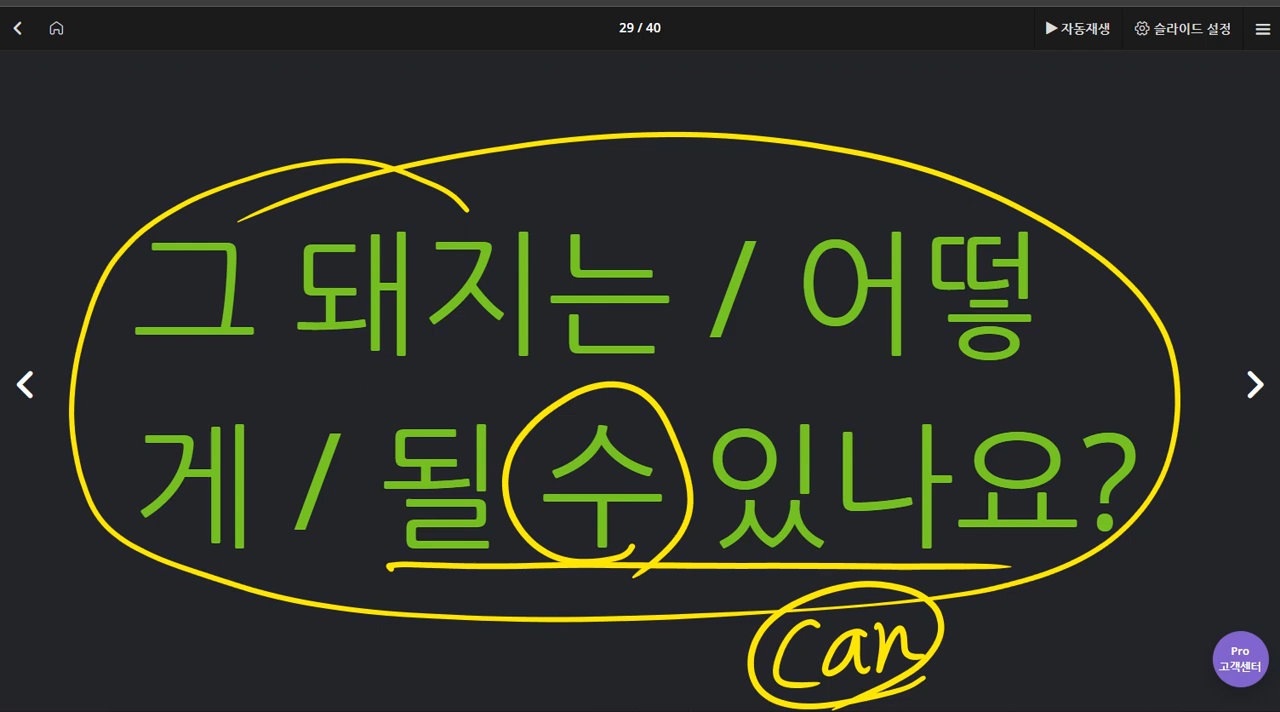 29 / 40
자동재생
슬라이드 설정
그 돼지는 / 어떻
게 / 될 수 있나요?
can
Pro
고객센터